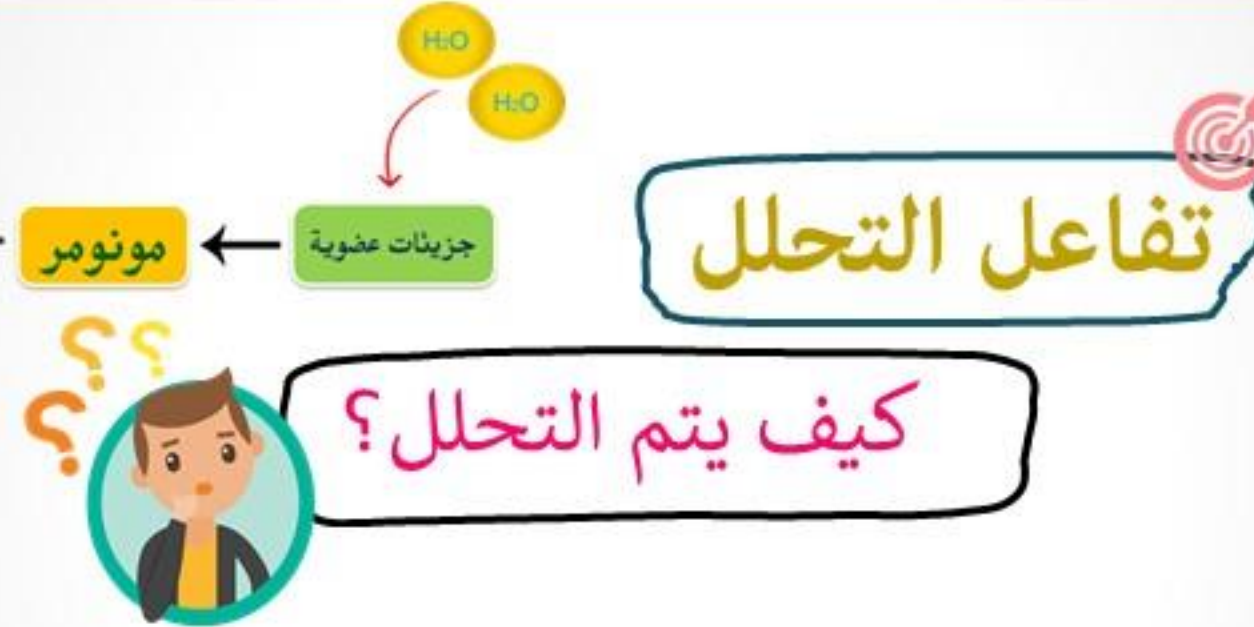 H₂O
H₂O
تفاعل التحلل
جزيئات عضوية
مونومر
كيف يتم التحلل؟
؟
؟
؟